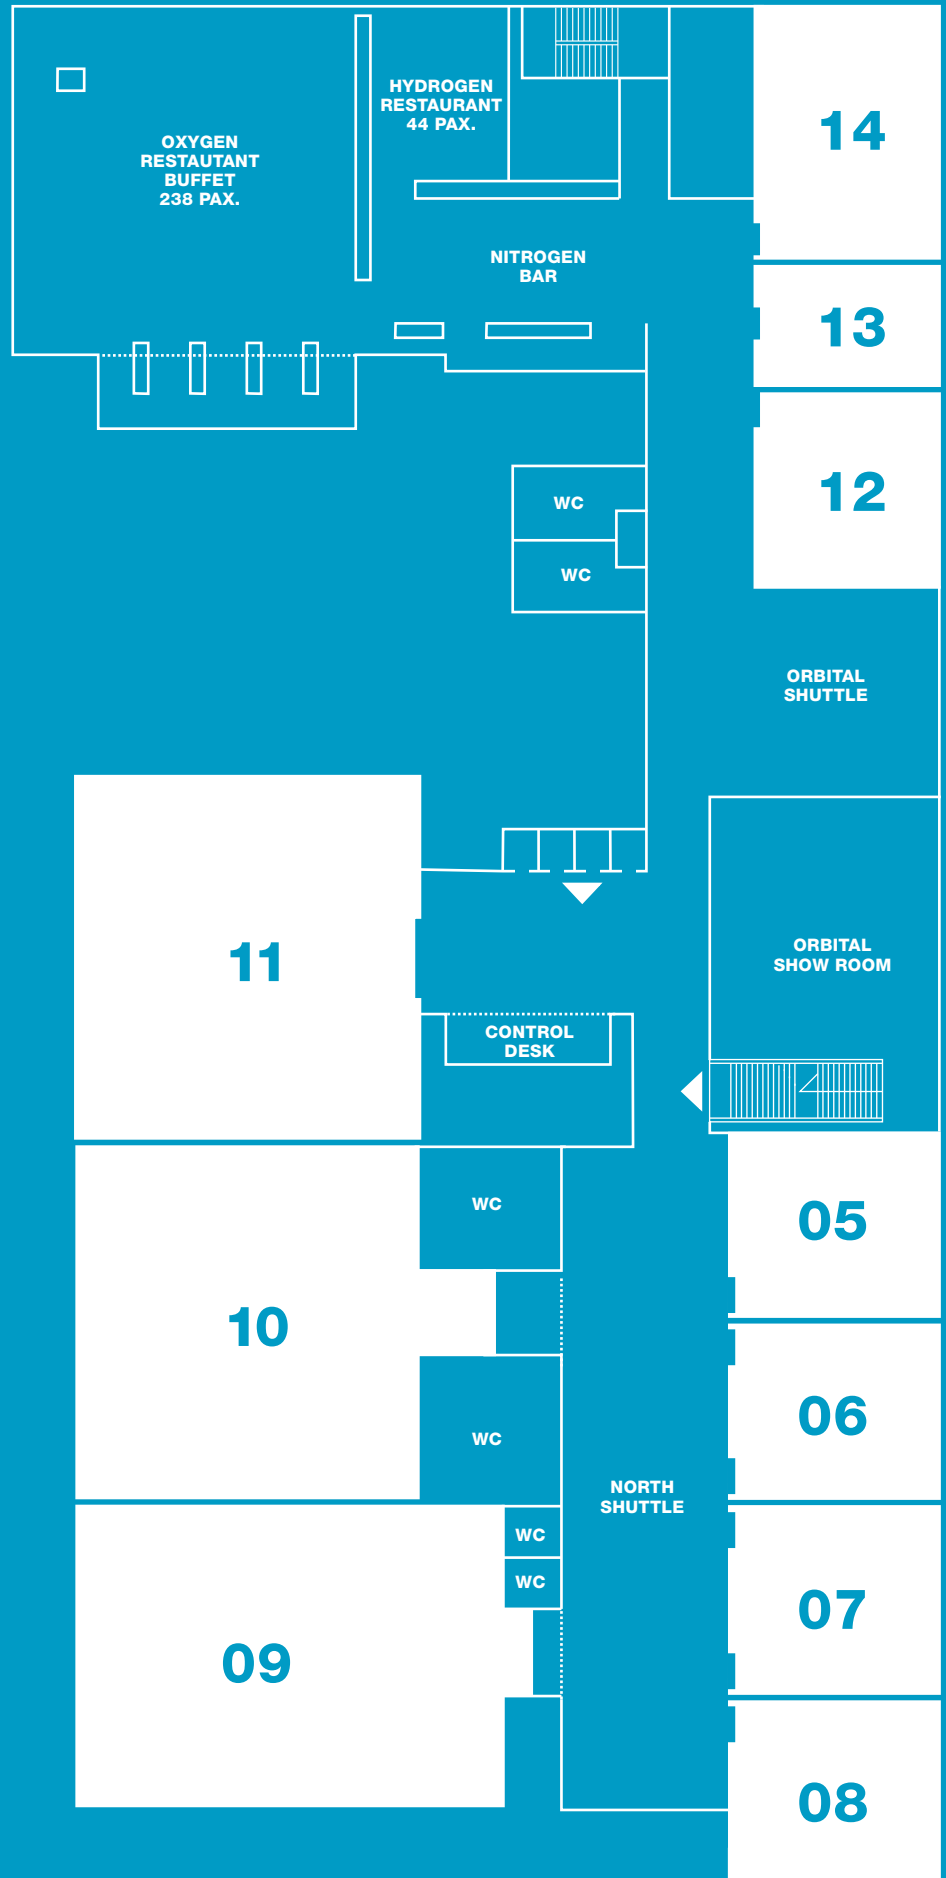 HYDROGEN
RESTAURANT
44 PAX.
OXYGEN
RESTAUTANT
BUFFET
238 PAX.
14
NITROGEN
BAR
13
12
WC
WC
ORBITAL
SHUTTLE
11
ORBITAL
SHOW ROOM
CONTROL
DESK
WC
05
10
06
WC
NORTH
SHUTTLE
WC
WC
07
09
08